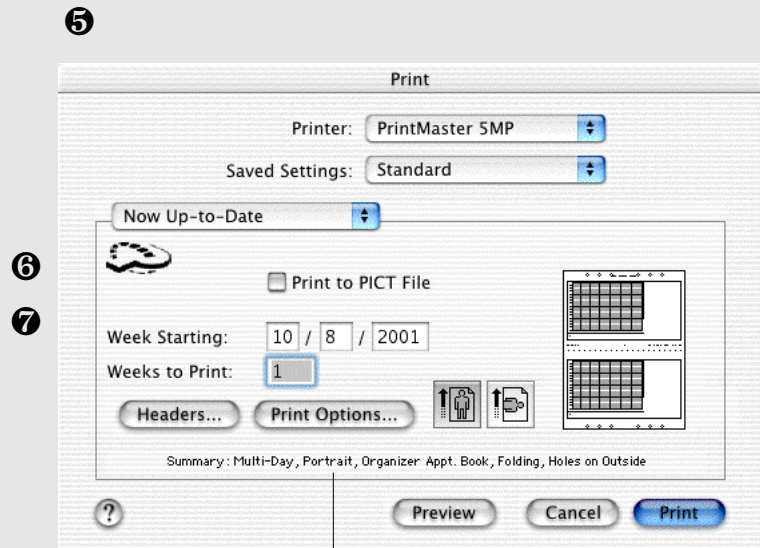 ❺
Print
Printer: PrintMaster 5MP
Saved Settings: Standard
Now Up-to-Date
❻
Print to PICT File
❼
Week Starting: 10 / 8 / 2001
Weeks to Print: 1
Headers... Print Options...
Summary: Multi-Day, Portrait, Organizer Appt. Book, Folding, Holes on Outside
? Preview Cancel Print